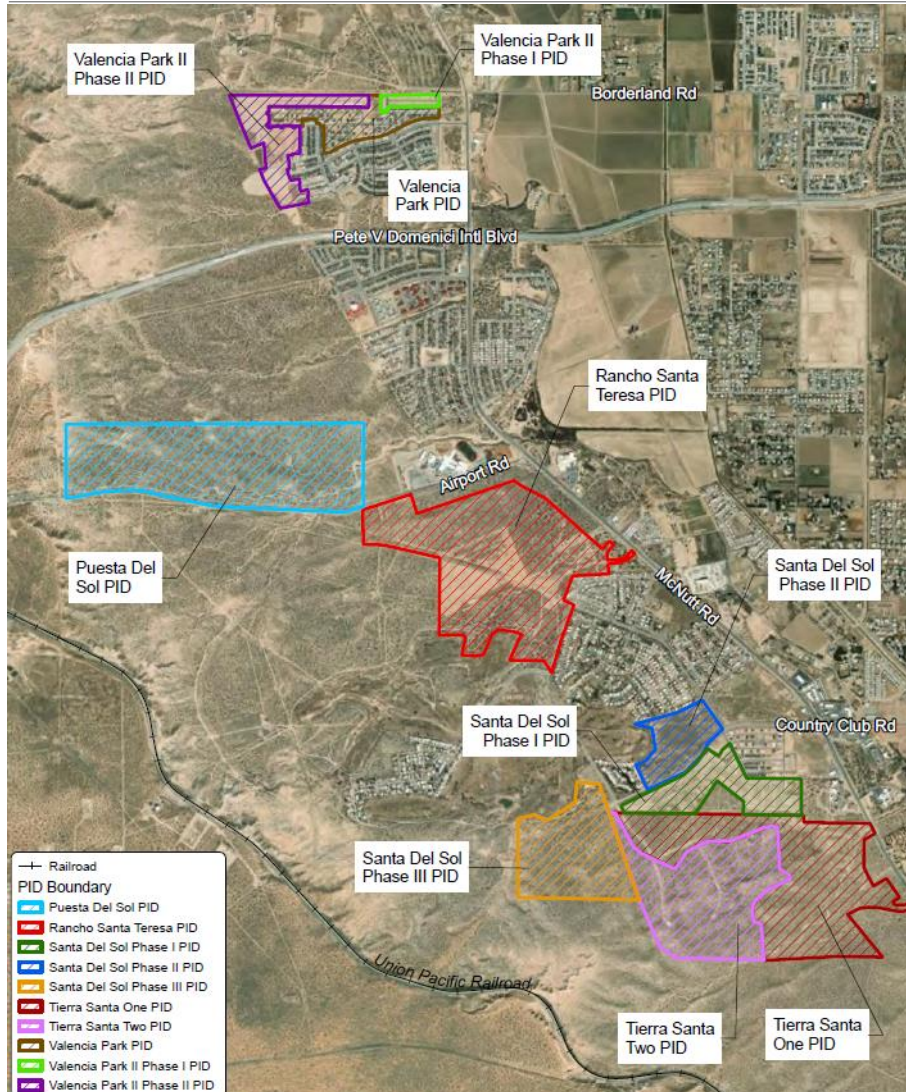 Valencia Park II
Phase II PID
Valencia Park II
Phase I PID
Borderland Rd
Valencia
Park PID
Pete V Domenici Intl Blvd
Rancho Santa
Teresa PID
Airport Rd
Puesta Del
Sol PID
McNutt Rd
Santa Del Sol
Phase II PID
Santa Del Sol
Phase I PID
Country Club Rd
Santa Del Sol
Phase III PID
Union Pacific Railroad
Tierra Santa
Two PID
Tierra Santa
One PID
Railroad
PID Boundary
Puesta Del Sol PID
Rancho Santa Teresa PID
Santa Del Sol Phase I PID
Santa Del Sol Phase II PID
Santa Del Sol Phase III PID
Tierra Santa One PID
Tierra Santa Two PID
Valencia Park PID
Valencia Park II Phase I PID
Valencia Park II Phase II PID